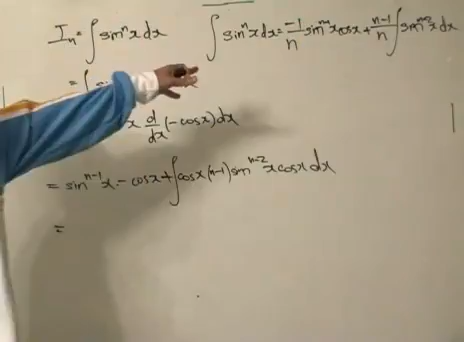 Iₙ = ∫ sinⁿx dx
∫ sinⁿx dx = -1/n sinⁿ⁻¹x cosx + n-1/n ∫ sinⁿ⁻²x dx
= ∫
x d/dx (-cosx) dx
= sinⁿ⁻¹x · - cosx + ∫ cosx (n-1) sinⁿ⁻²x cosx dx
=